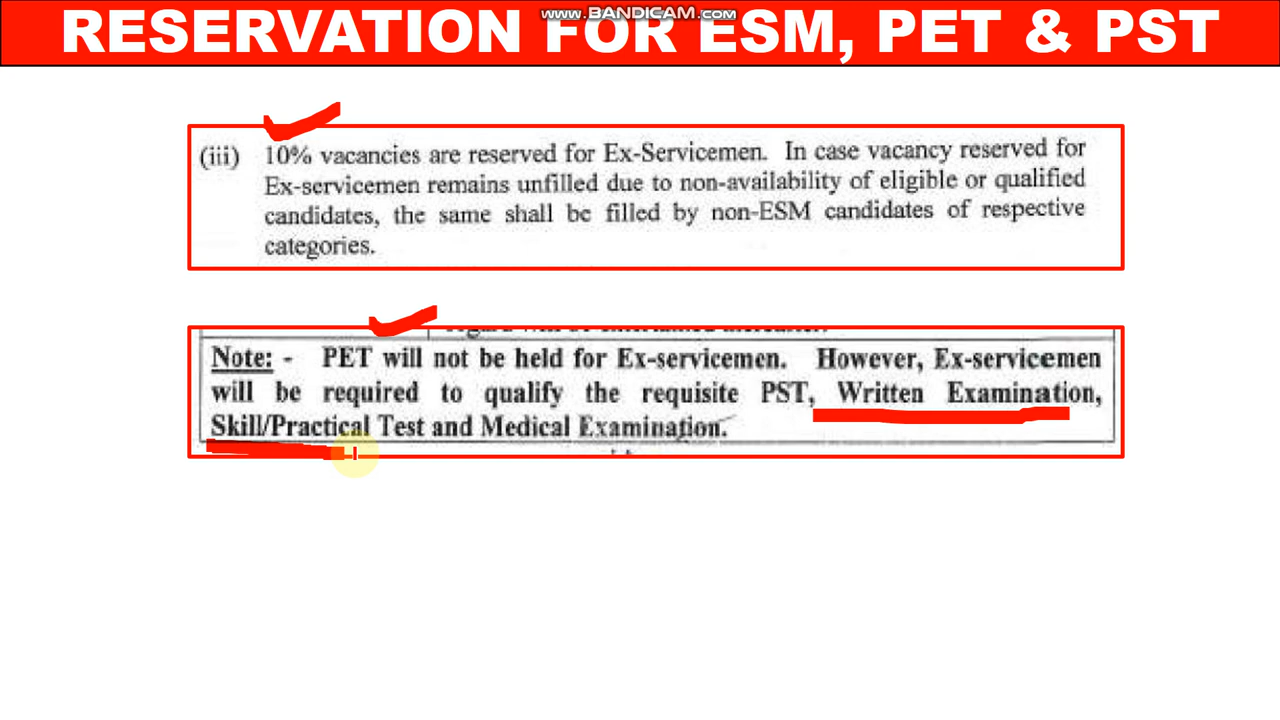 www.BANDICAM.com
RESERVATION FOR ESM, PET & PST
(iii) 10% vacancies are reserved for Ex-Servicemen. In case vacancy reserved for
Ex-servicemen remains unfilled due to non-availability of eligible or qualified
candidates, the same shall be filled by non-ESM candidates of respective
categories.
Note: - PET will not be held for Ex-servicemen. However, Ex-servicemen
will be required to qualify the requisite PST, Written Examination,
Skill/Practical Test and Medical Examination.